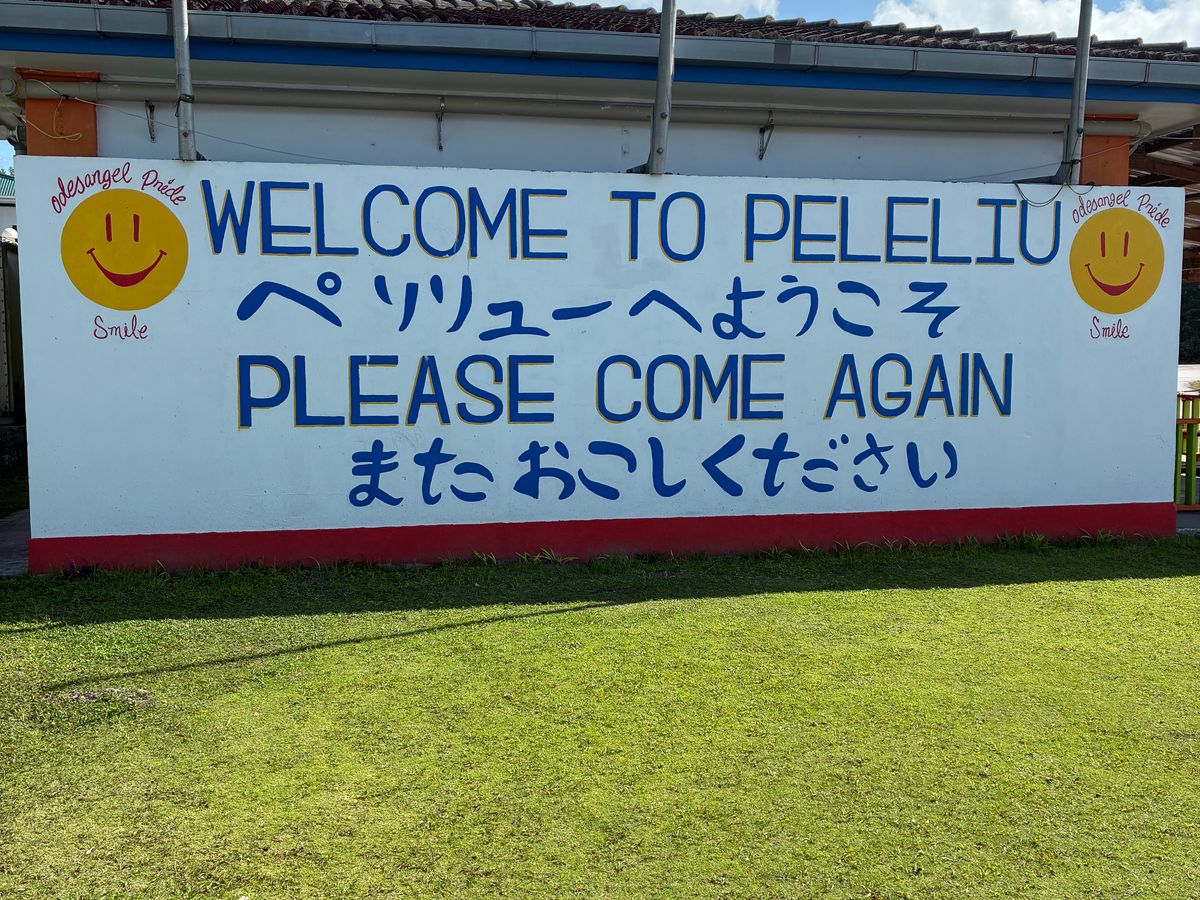 Odesangel Pride
Smile
WELCOME TO PELELIU
ペリリューへようこそ
PLEASE COME AGAIN
またおこしください
Odesangel Pride
Smile